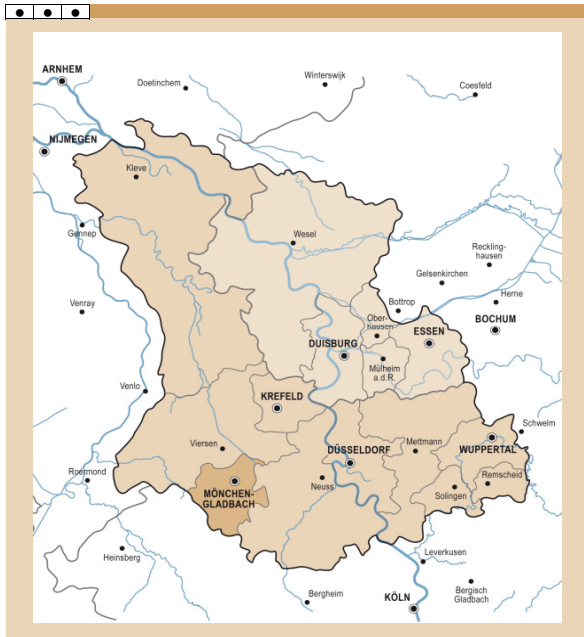 ARNHEM
Doetinchem
Winterswijk
Coesfeld
NIJMEGEN
Kleve
Gennep
Wesel
Reckling-
hausen
Gelsenkirchen
Herne
Venray
Bottrop
Ober-
hausen
ESSEN
BOCHUM
DUISBURG
Mülheim
a.d.R.
Venlo
KREFELD
Schwelm
Viersen
Mettmann
WUPPERTAL
DÜSSELDORF
Roermond
Remscheid
Neuss
Solingen
MÖNCHEN-
GLADBACH
Heinsberg
Leverkusen
Bergheim
KÖLN
Bergisch
Gladbach